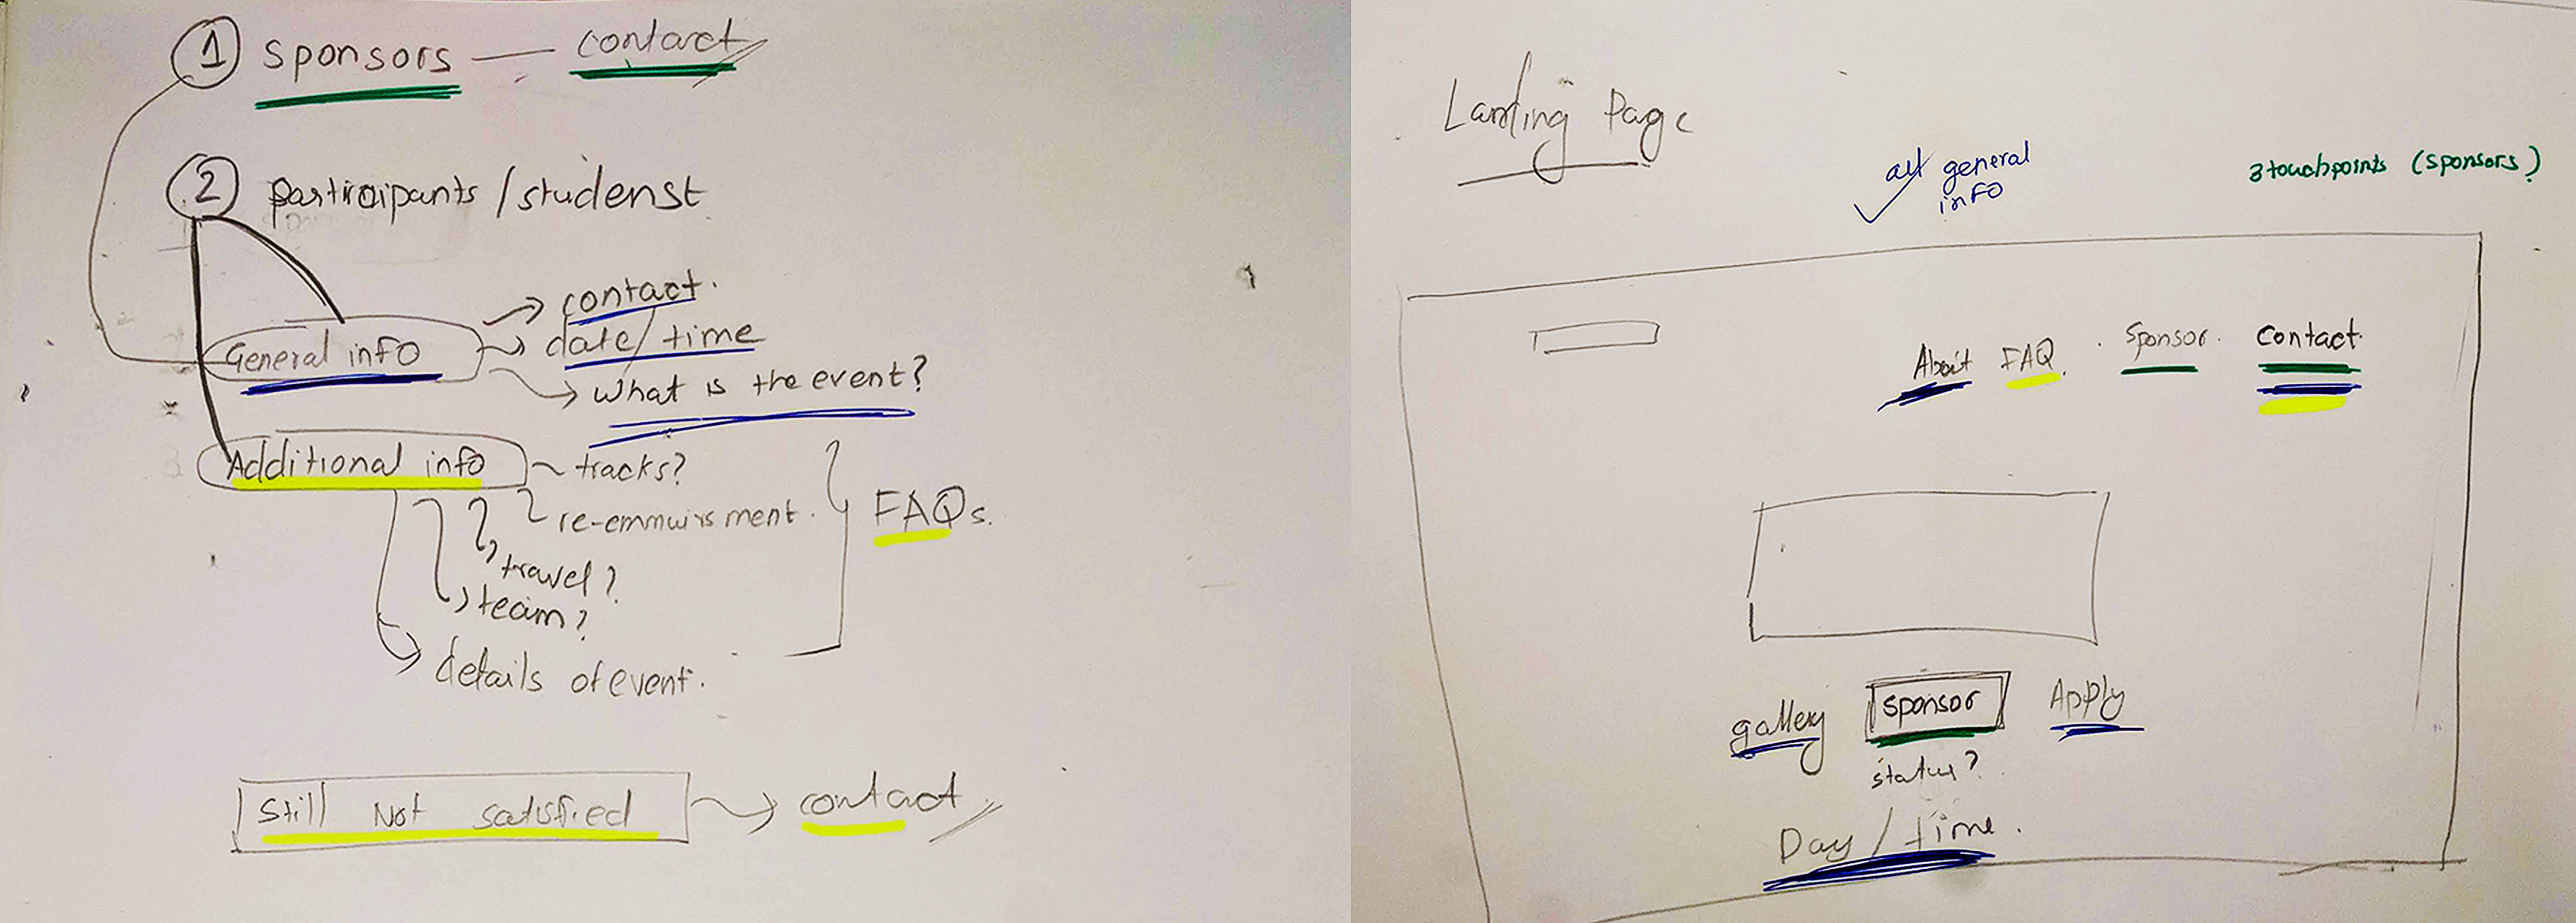 1 sponsors — contact
2 participants / studenst
contact.
General info
date / time
what is the event?
Additional info
tracks?
re-emmuirsment.
FAQs.
travel?
team?
details of event.
Still Not satisfied
contact
Landing Page
all general
info
3 touchpoints (sponsors)
About FAQ. Sponsor. Contact.
gallery sponsor Apply
status?
Day / time.